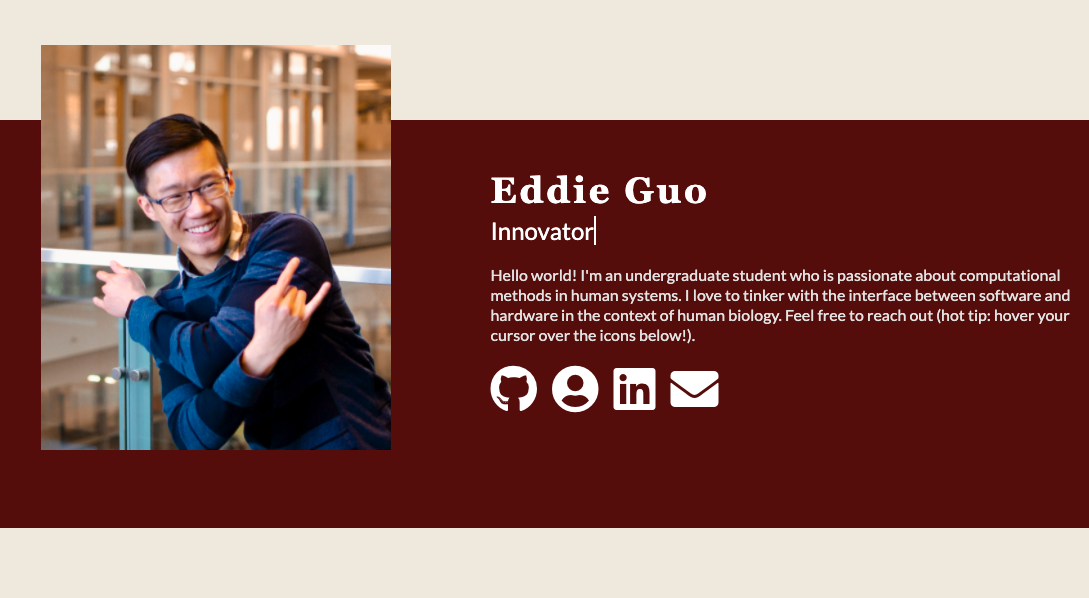 Eddie Guo
Innovator
Hello world! I'm an undergraduate student who is passionate about computational
methods in human systems. I love to tinker with the interface between software and
hardware in the context of human biology. Feel free to reach out (hot tip: hover your
cursor over the icons below!).
in